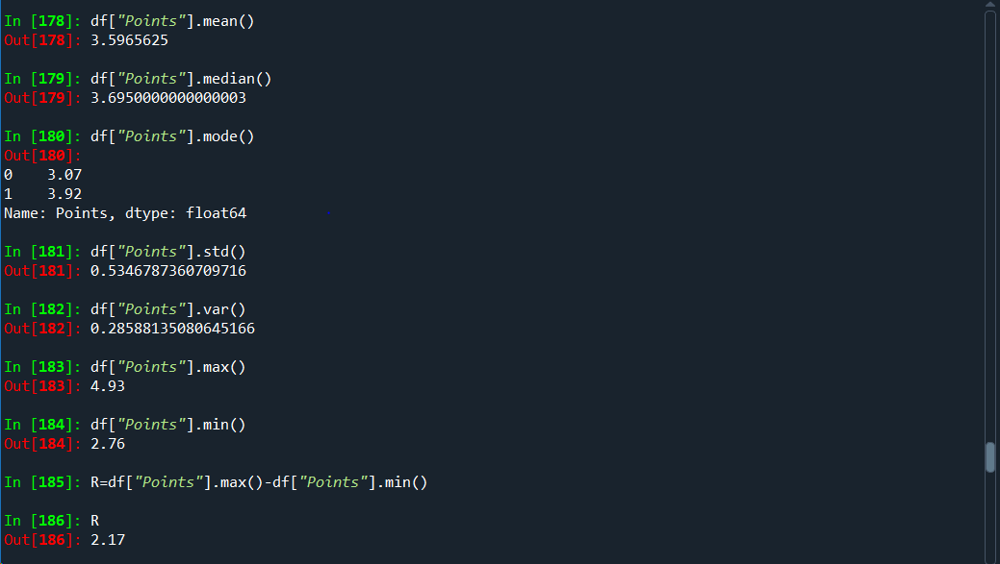 In [178]: df["Points"].mean()
Out[178]: 3.5965625
In [179]: df["Points"].median()
Out[179]: 3.6950000000000003
In [180]: df["Points"].mode()
Out[180]:
0    3.07
1    3.92
Name: Points, dtype: float64
In [181]: df["Points"].std()
Out[181]: 0.5346787360709716
In [182]: df["Points"].var()
Out[182]: 0.28588135080645166
In [183]: df["Points"].max()
Out[183]: 4.93
In [184]: df["Points"].min()
Out[184]: 2.76
In [185]: R=df["Points"].max()-df["Points"].min()
In [186]: R
Out[186]: 2.17